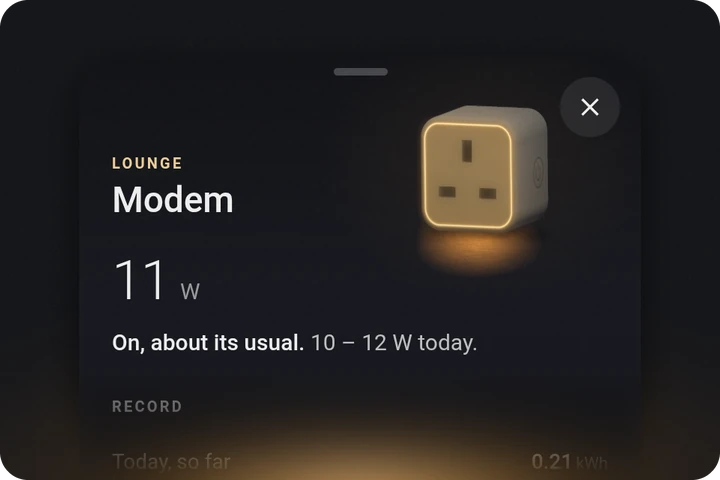 LOUNGE
Modem
11 W
On, about its usual. 10 – 12 W today.
RECORD
Today, so far 0.21 kWh